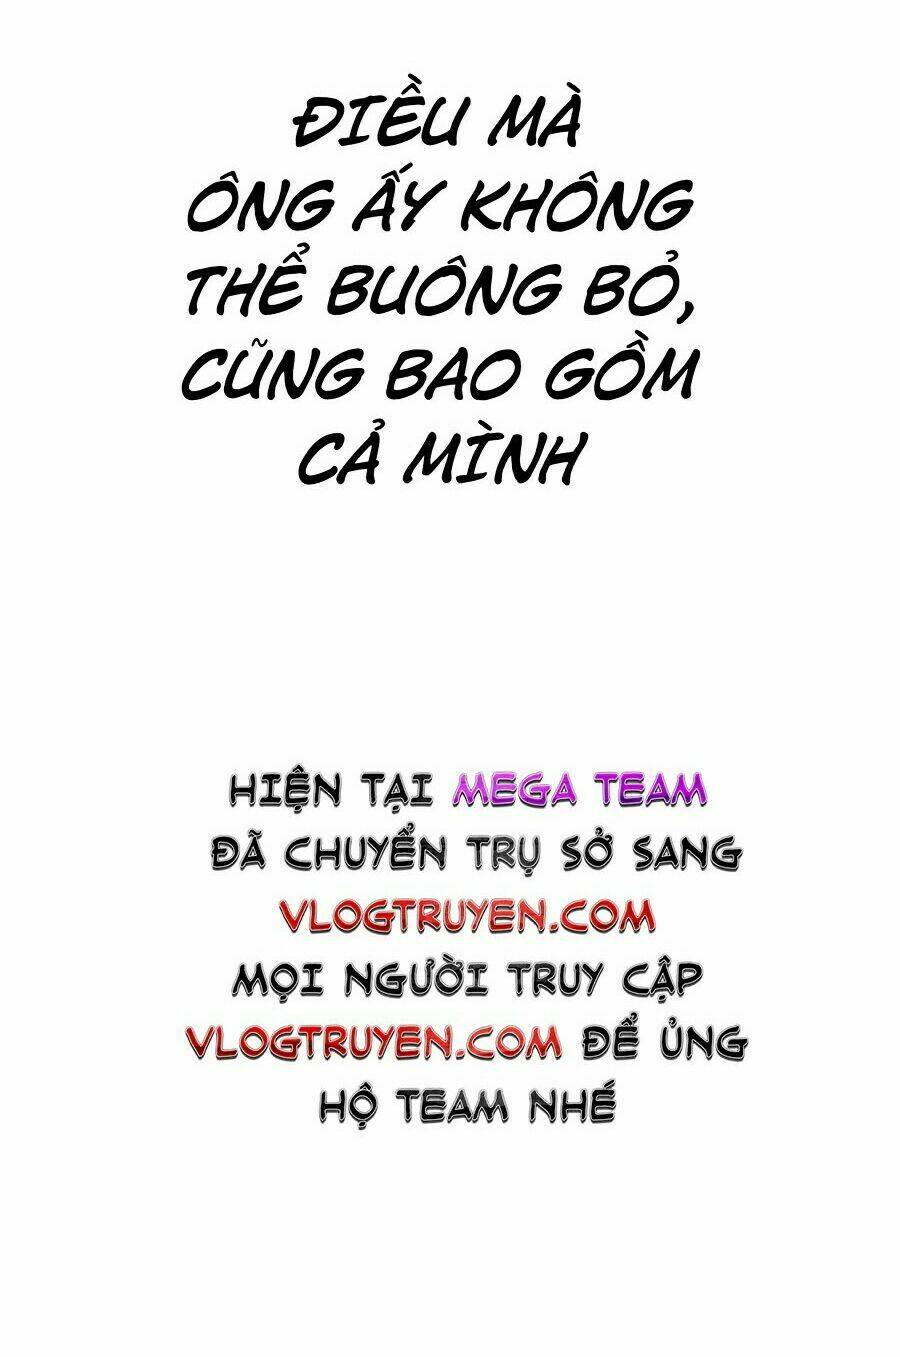 ĐIỀU MÀ
ÔNG ẤY KHÔNG
THỂ BUÔNG BỎ,
CŨNG BAO GỒM
CẢ MÌNH
HIỆN TẠI MEGA TEAM
ĐÃ CHUYỂN TRỤ SỞ SANG
VLOGTRUYEN.COM
MỌI NGƯỜI TRUY CẬP
VLOGTRUYEN.COM ĐỂ ỦNG
HỘ TEAM NHÉ